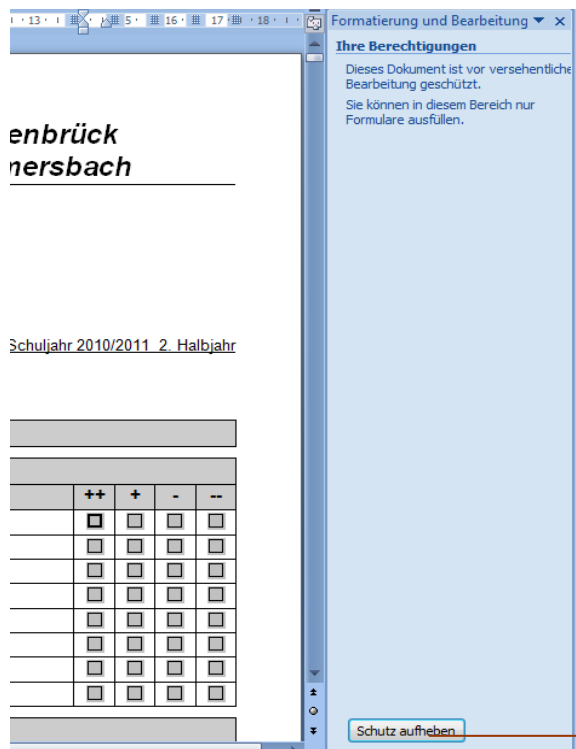 · 13 · 5 · 16 · 17 · 18 ·
Formatierung und Bearbeitung
Ihre Berechtigungen
Dieses Dokument ist vor versehentliche
Bearbeitung geschützt.
Sie können in diesem Bereich nur
Formulare ausfüllen.
enbrück
nersbach
Schuljahr 2010/2011 2. Halbjahr
++ + - --
Schutz aufheben